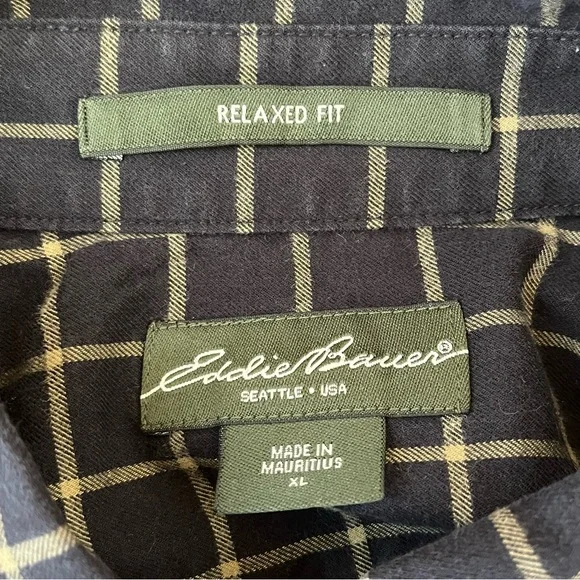 RELAXED FIT
Eddie Bauer®
SEATTLE • USA
MADE IN
MAURITIUS
XL